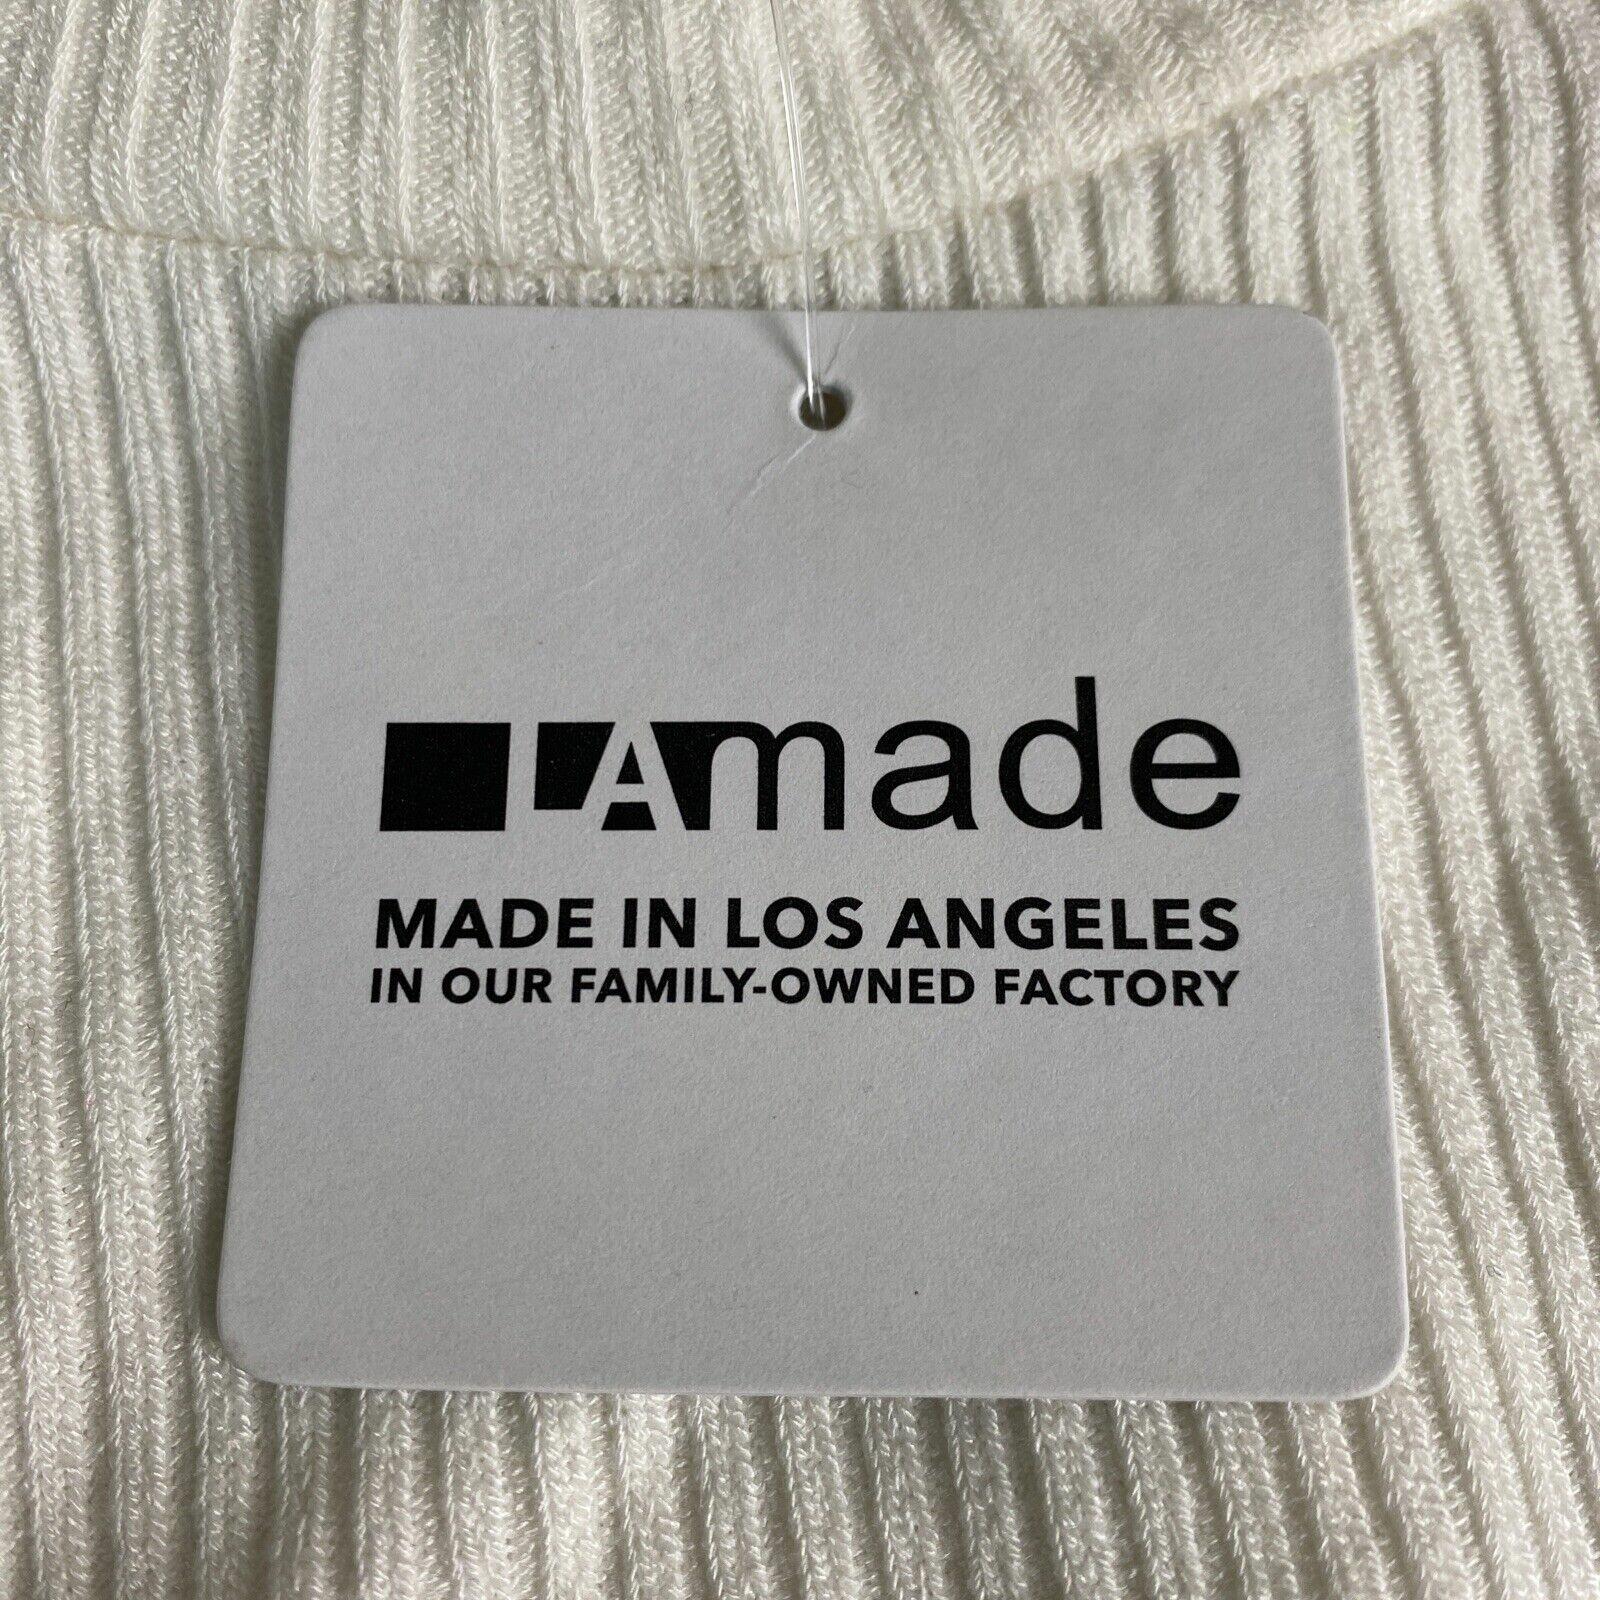 LAmade
MADE IN LOS ANGELES
IN OUR FAMILY-OWNED FACTORY